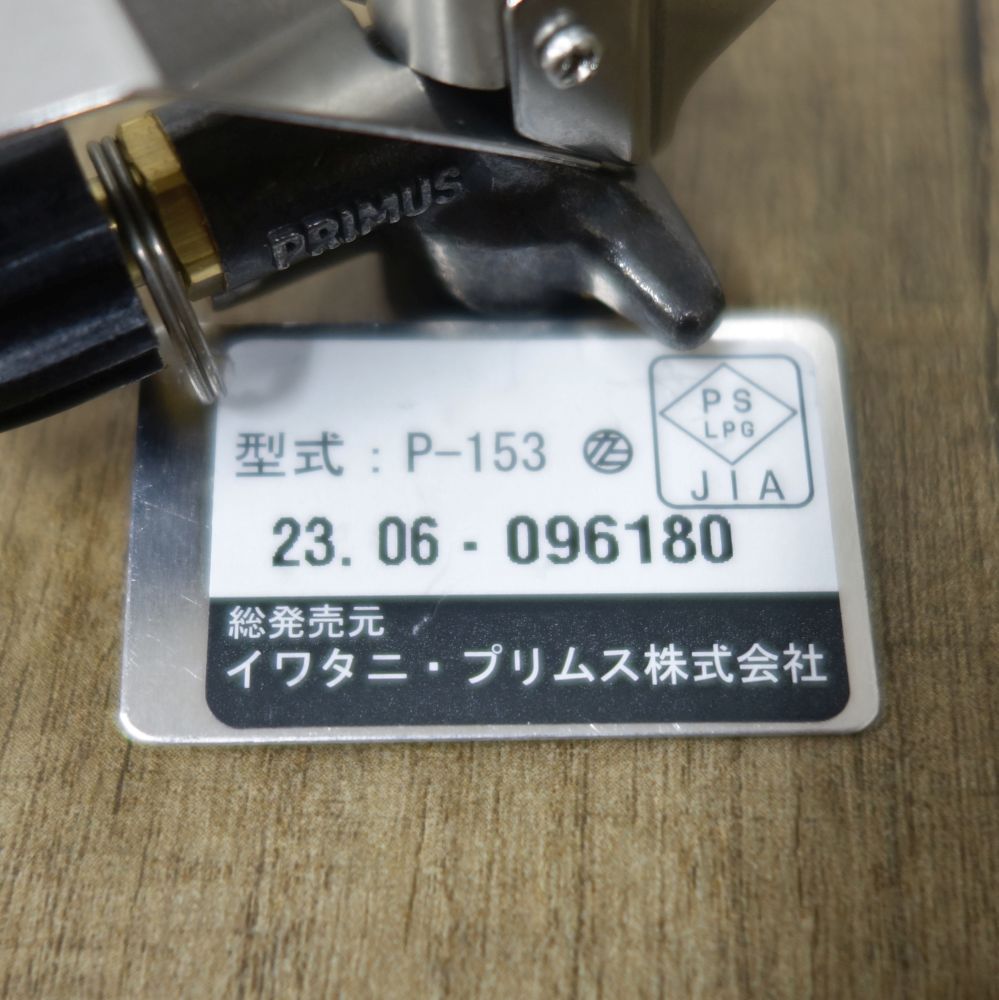 PRIMUS
型式 : P-153
PS
LPG
JIA
23. 06 - 096180
総発売元
イワタニ・プリムス株式会社